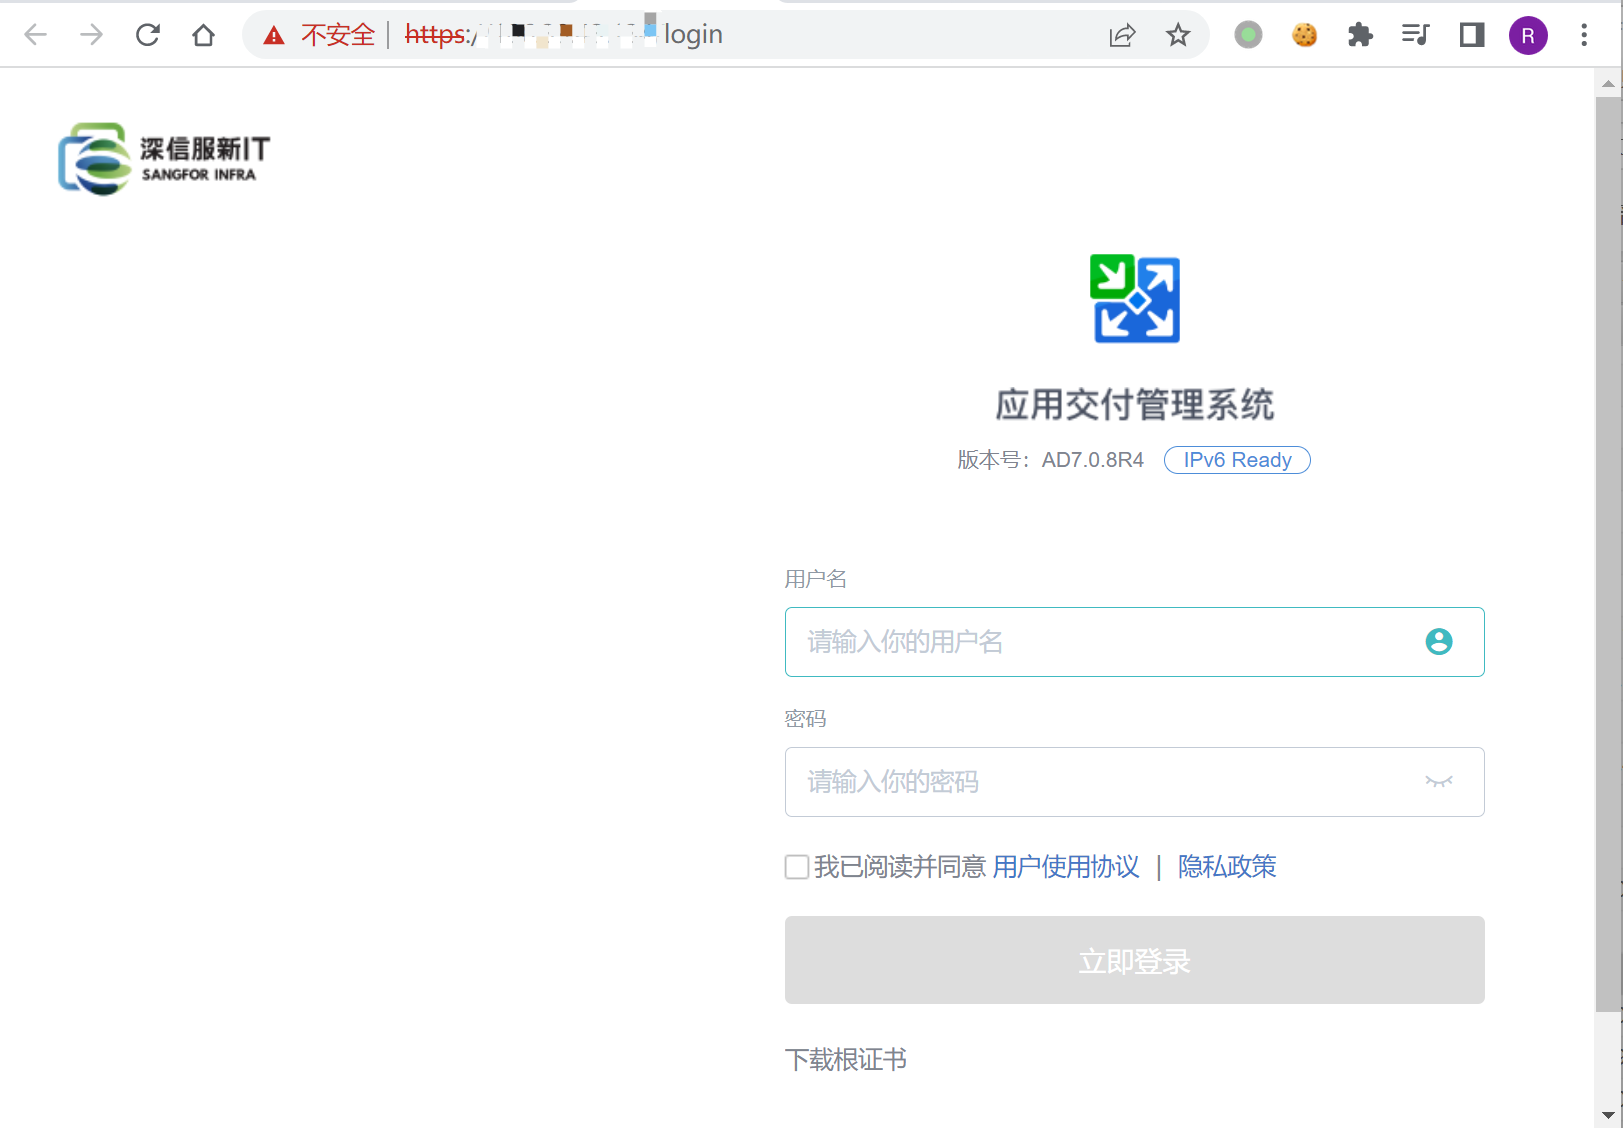 不安全 | https:/
login
R
深信服新IT
SANGFOR INFRA
应用交付管理系统
版本号：AD7.0.8R4 IPv6 Ready
用户名
请输入你的用户名
密码
请输入你的密码
我已阅读并同意 用户使用协议 | 隐私政策
立即登录
下载根证书